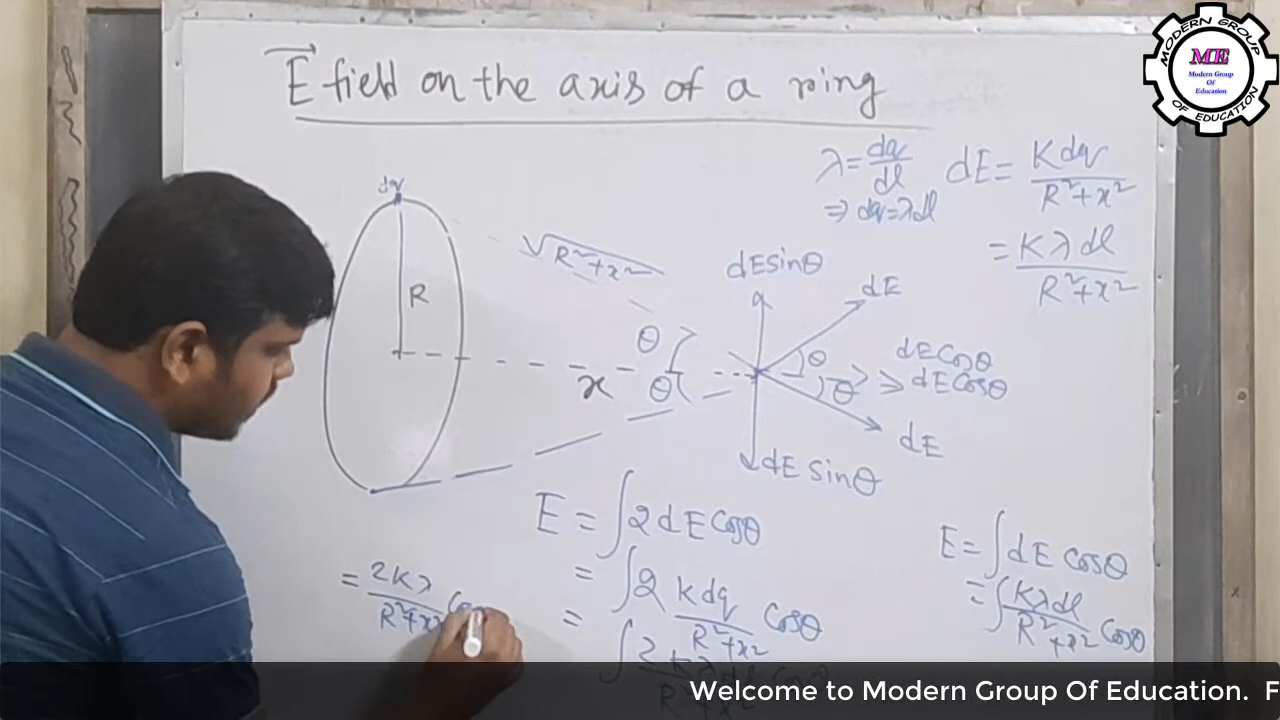 E⃗ field on the axis of a ring
MODERN GROUP
ME
Modern Group
Of
Education
OF EDUCATION
λ = dq/dl
⇒ dq = λdl
dE = Kdq/(R²+x²)
= Kλdl/(R²+x²)
dq
R
√(R²+x²)
x
θ
θ
dE sinθ
dE
θ
θ
dE cosθ
dE cosθ
dE
dE sinθ
E = ∫2dE Cosθ
= ∫2 kdq/(R²+x²) Cosθ
= ∫2kλdl
= 2Kλ/(R²+x²) Cos
E = ∫dE Cosθ
= ∫Kλdl/(R²+x²) Cosθ
Welcome to Modern Group Of Education. F